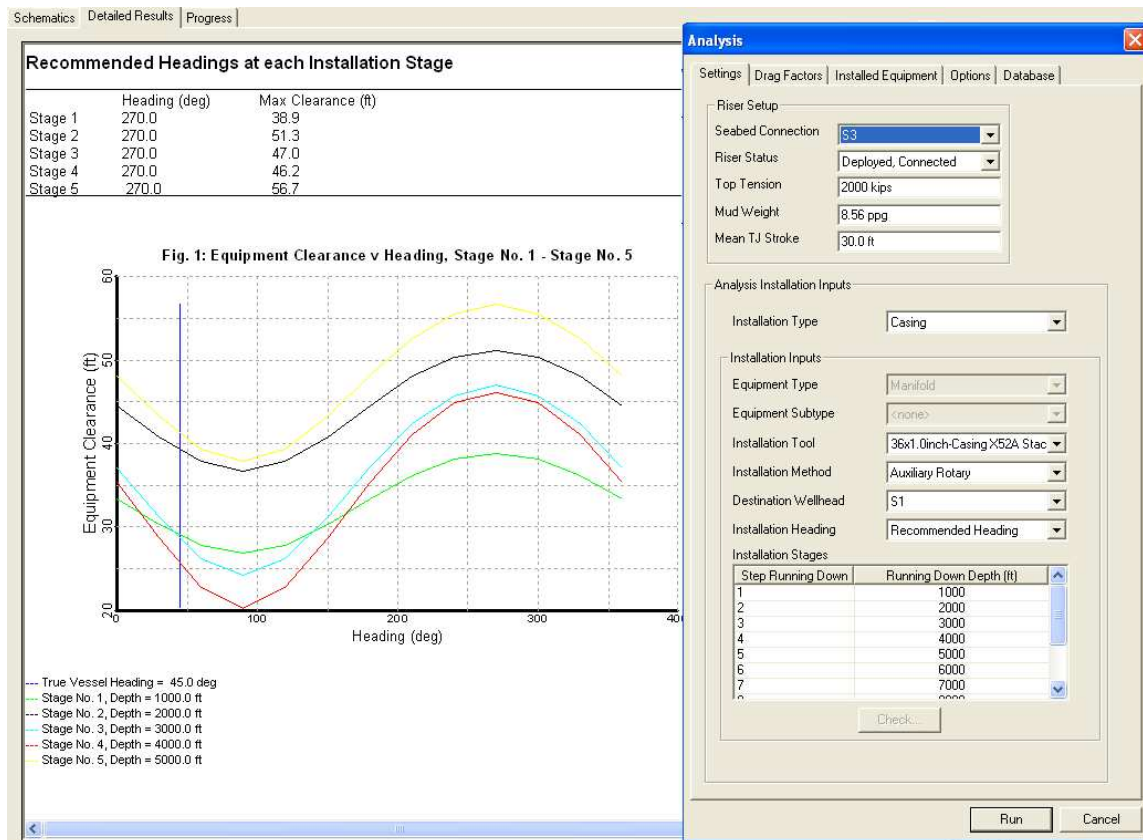 Schematics Detailed Results Progress
Recommended Headings at each Installation Stage
Heading (deg) Max Clearance (ft)
Stage 1 270.0 38.9
Stage 2 270.0 51.3
Stage 3 270.0 47.0
Stage 4 270.0 46.2
Stage 5 270.0 56.7
Fig. 1: Equipment Clearance v Heading, Stage No. 1 - Stage No. 5
Equipment Clearance (ft)
60
50
40
30
20
0 100 200 300 400
Heading (deg)
True Vessel Heading = 45.0 deg
Stage No. 1, Depth = 1000.0 ft
Stage No. 2, Depth = 2000.0 ft
Stage No. 3, Depth = 3000.0 ft
Stage No. 4, Depth = 4000.0 ft
Stage No. 5, Depth = 5000.0 ft
Analysis
Settings Drag Factors Installed Equipment Options Database
Riser Setup
Seabed Connection S3
Riser Status Deployed, Connected
Top Tension 2000 kips
Mud Weight 8.56 ppg
Mean TJ Stroke 30.0 ft
Analysis Installation Inputs
Installation Type Casing
Installation Inputs
Equipment Type Manifold
Equipment Subtype <none>
Installation Tool 36x1.0inch-Casing X52A Stac
Installation Method Auxiliary Rotary
Destination Wellhead S1
Installation Heading Recommended Heading
Installation Stages
Step Running Down Running Down Depth (ft)
1 1000
2 2000
3 3000
4 4000
5 5000
6 6000
7 7000
Check...
Run Cancel